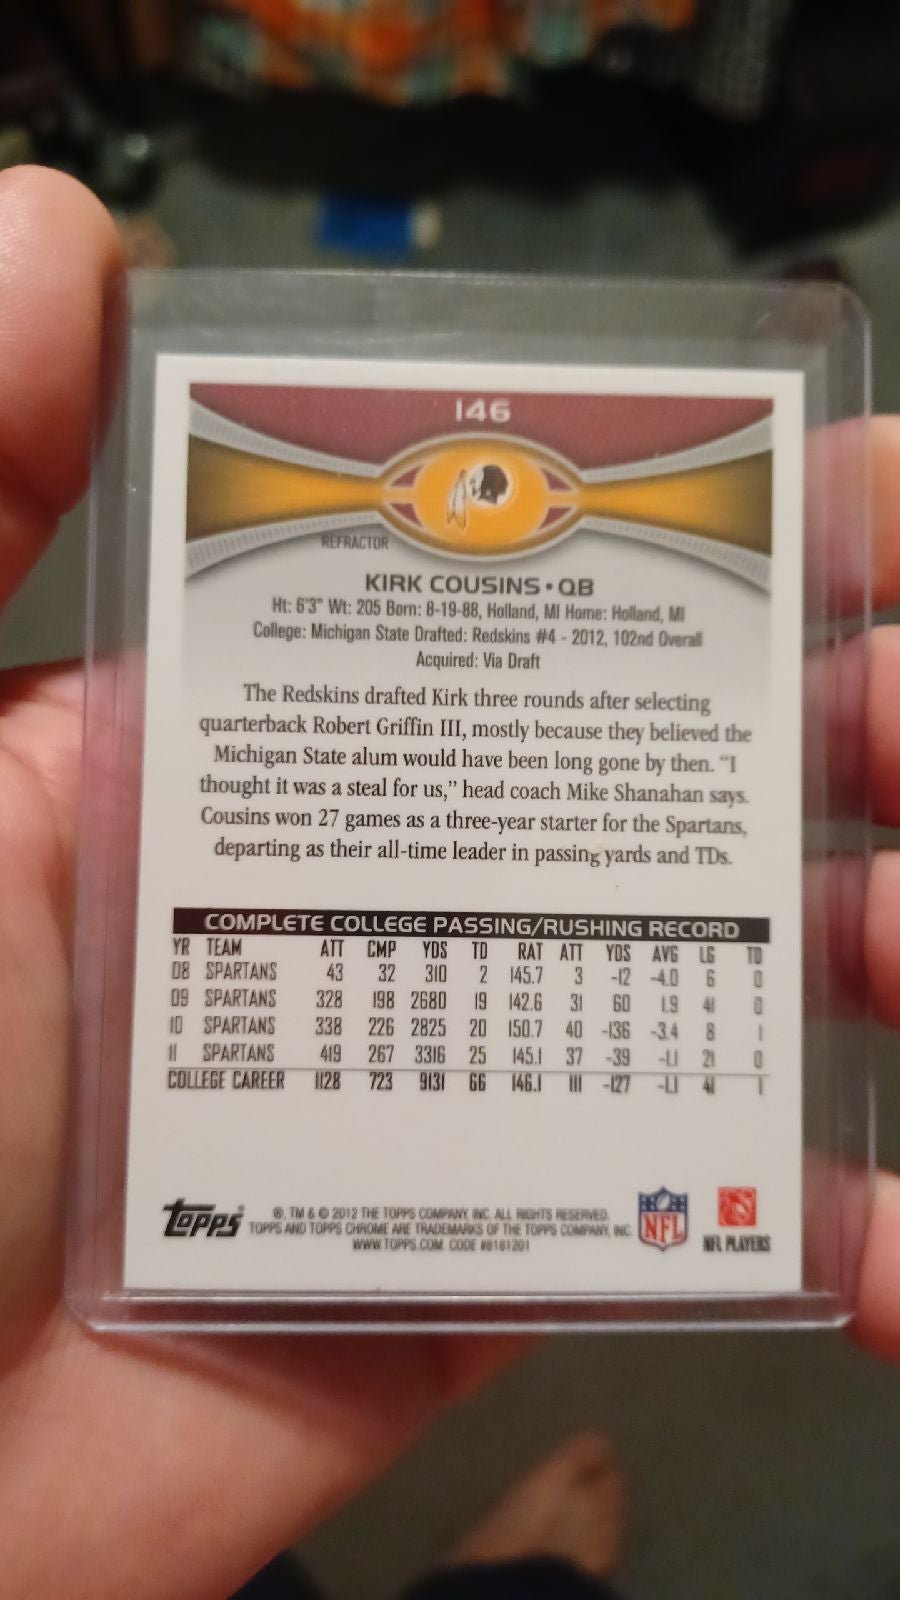 146
REFRACTOR
KIRK COUSINS • QB
Ht: 6'3" Wt: 205 Born: 8-19-88, Holland, MI Home: Holland, MI
College: Michigan State Drafted: Redskins #4 - 2012, 102nd Overall
Acquired: Via Draft
The Redskins drafted Kirk three rounds after selecting
quarterback Robert Griffin III, mostly because they believed the
Michigan State alum would have been long gone by then. "I
thought it was a steal for us," head coach Mike Shanahan says.
Cousins won 27 games as a three-year starter for the Spartans,
departing as their all-time leader in passing yards and TDs.
COMPLETE COLLEGE PASSING/RUSHING RECORD
YR TEAM ATT CMP YDS TD RAT ATT YDS AVG LG TD
08 SPARTANS 43 32 310 2 145.7 3 -12 -4.0 6 0
09 SPARTANS 328 198 2680 19 142.6 31 60 1.9 41 0
10 SPARTANS 338 226 2825 20 150.7 40 -136 -3.4 8 1
11 SPARTANS 419 267 3316 25 145.1 37 -39 -1.1 21 0
COLLEGE CAREER 1128 723 9131 66 146.1 111 -127 -1.1 41 1
Topps
®, TM & © 2012 THE TOPPS COMPANY, INC. ALL RIGHTS RESERVED.
TOPPS AND TOPPS CHROME ARE TRADEMARKS OF THE TOPPS COMPANY, INC.
WWW.TOPPS.COM. CODE #8181201
NFL
NFL PLAYERS